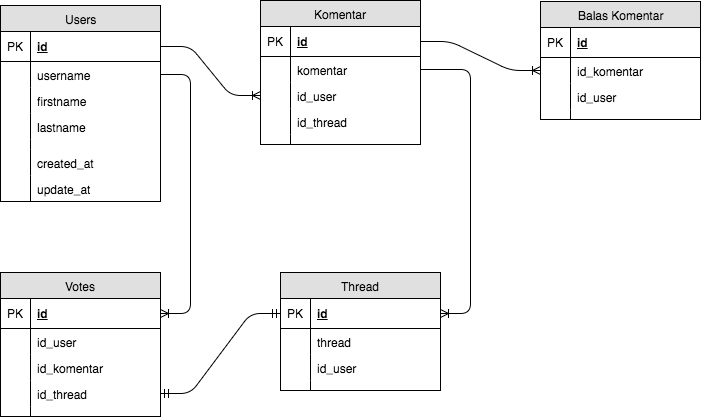 Users
PK id
username
firstname
lastname
created_at
update_at
Komentar
PK id
komentar
id_user
id_thread
Balas Komentar
PK id
id_komentar
id_user
Votes
PK id
id_user
id_komentar
id_thread
Thread
PK id
thread
id_user